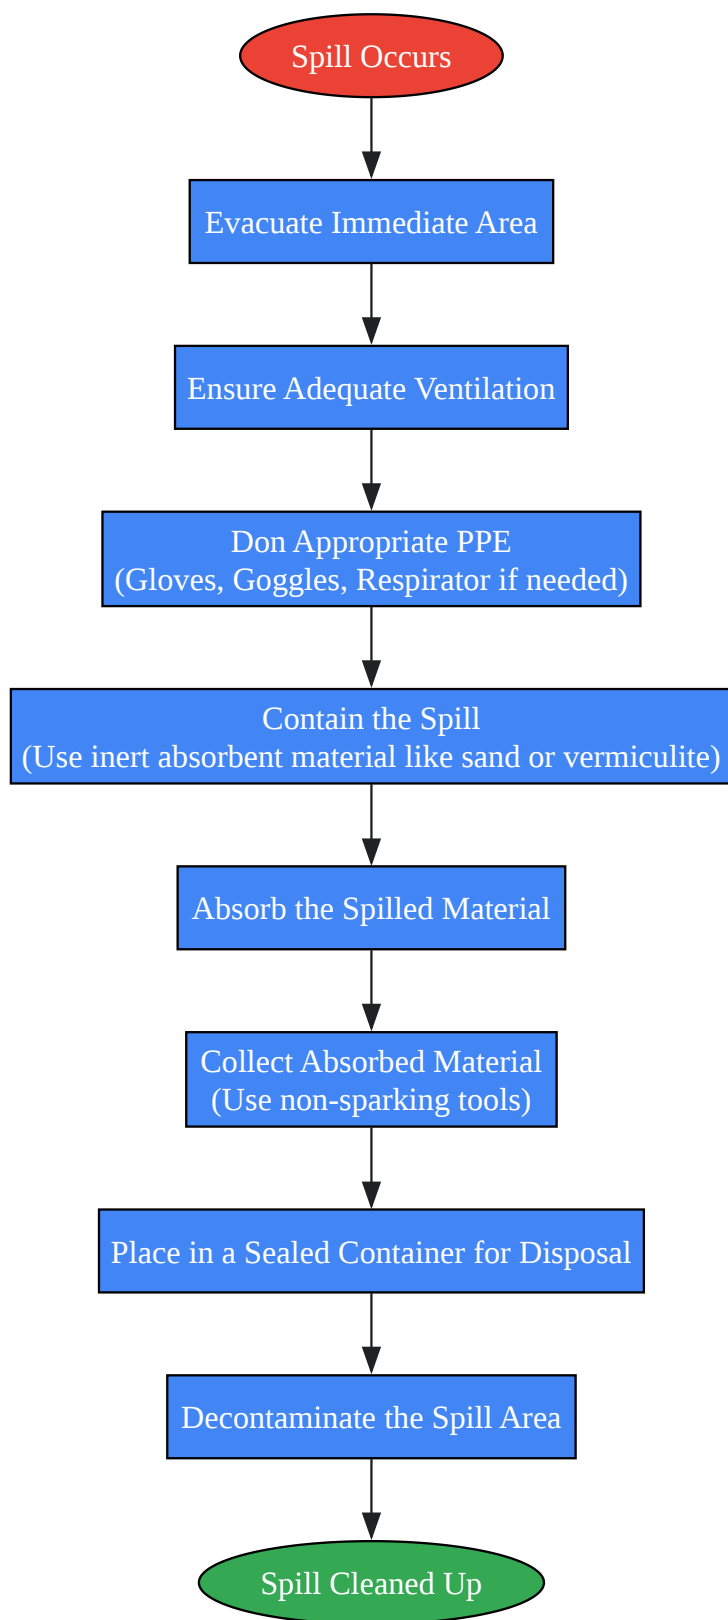 Spill Occurs
Evacuate Immediate Area
Ensure Adequate Ventilation
Don Appropriate PPE
(Gloves, Goggles, Respirator if needed)
Contain the Spill
(Use inert absorbent material like sand or vermiculite)
Absorb the Spilled Material
Collect Absorbed Material
(Use non-sparking tools)
Place in a Sealed Container for Disposal
Decontaminate the Spill Area
Spill Cleaned Up